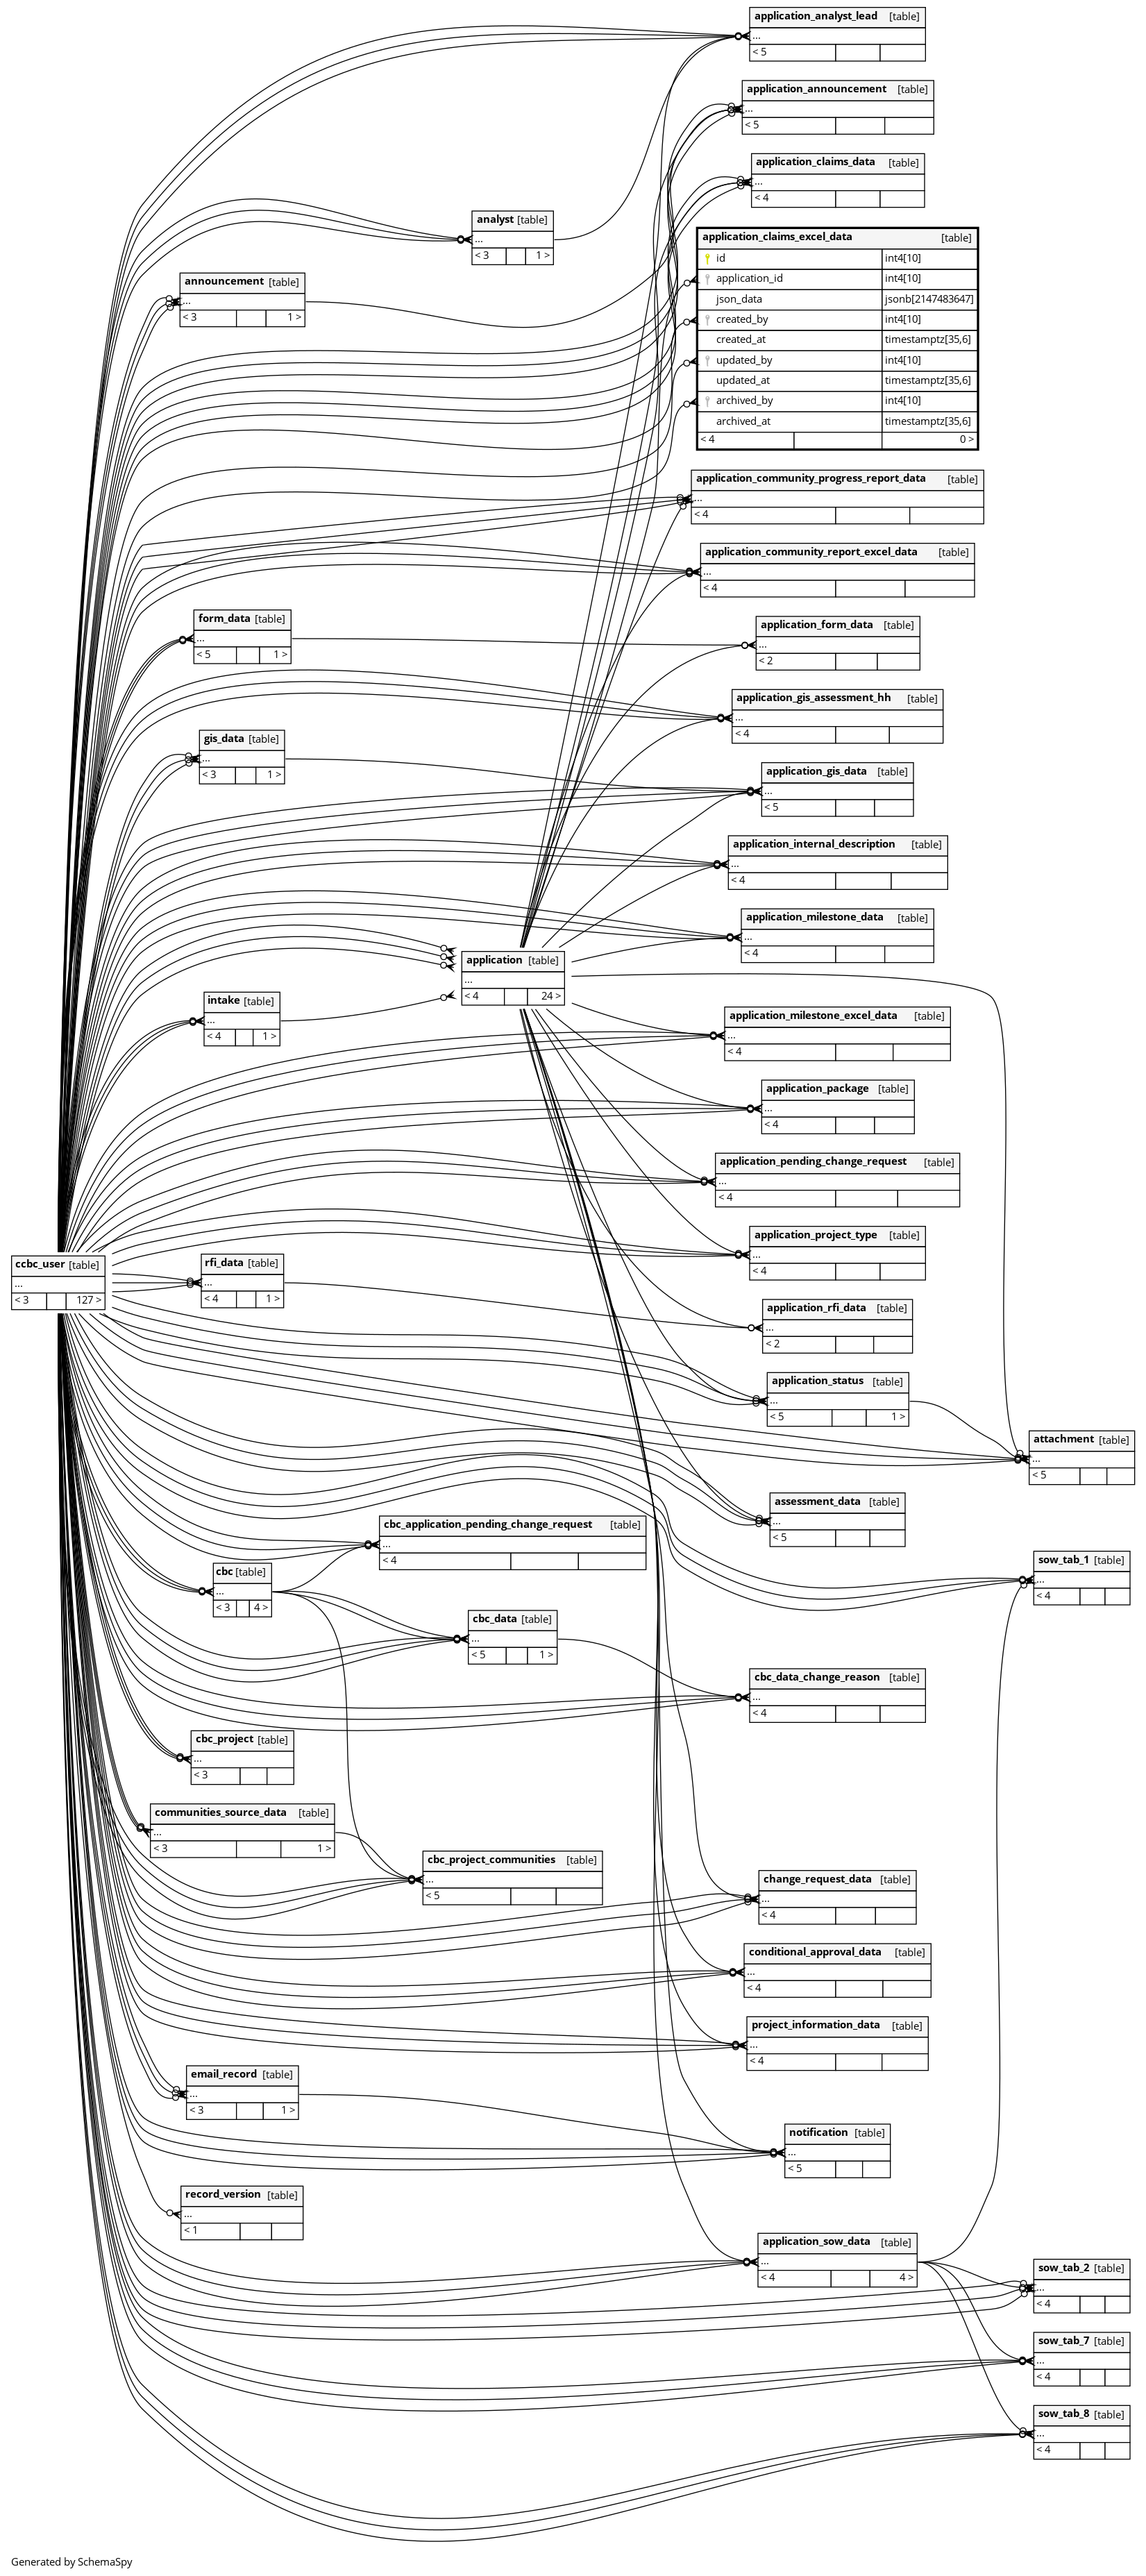 application_analyst_lead [table]
...
< 5
application_announcement [table]
...
< 5
application_claims_data [table]
...
< 4
analyst [table]
...
< 3 1 >
application_claims_excel_data [table]
id int4[10]
application_id int4[10]
json_data jsonb[2147483647]
created_by int4[10]
created_at timestamptz[35,6]
updated_by int4[10]
updated_at timestamptz[35,6]
archived_by int4[10]
archived_at timestamptz[35,6]
< 4 0 >
announcement [table]
...
< 3 1 >
application_community_progress_report_data [table]
...
< 4
application_community_report_excel_data [table]
...
< 4
form_data [table]
...
< 5 1 >
application_form_data [table]
...
< 2
application_gis_assessment_hh [table]
...
< 4
gis_data [table]
...
< 3 1 >
application_gis_data [table]
...
< 5
application_internal_description [table]
...
< 4
application_milestone_data [table]
...
< 4
application [table]
...
< 4 24 >
intake [table]
...
< 4 1 >
application_milestone_excel_data [table]
...
< 4
application_package [table]
...
< 4
application_pending_change_request [table]
...
< 4
application_project_type [table]
...
< 4
ccbc_user [table]
...
< 3 127 >
rfi_data [table]
...
< 4 1 >
application_rfi_data [table]
...
< 2
application_status [table]
...
< 5 1 >
attachment [table]
...
< 5
assessment_data [table]
...
< 5
cbc_application_pending_change_request [table]
...
< 4
sow_tab_1 [table]
...
< 4
cbc [table]
...
< 3 4 >
cbc_data [table]
...
< 5 1 >
cbc_data_change_reason [table]
...
< 4
cbc_project [table]
...
< 3
communities_source_data [table]
...
< 3 1 >
cbc_project_communities [table]
...
< 5
change_request_data [table]
...
< 4
conditional_approval_data [table]
...
< 4
project_information_data [table]
...
< 4
email_record [table]
...
< 3 1 >
notification [table]
...
< 5
record_version [table]
...
< 1
application_sow_data [table]
...
< 4 4 >
sow_tab_2 [table]
...
< 4
sow_tab_7 [table]
...
< 4
sow_tab_8 [table]
...
< 4
Generated by SchemaSpy